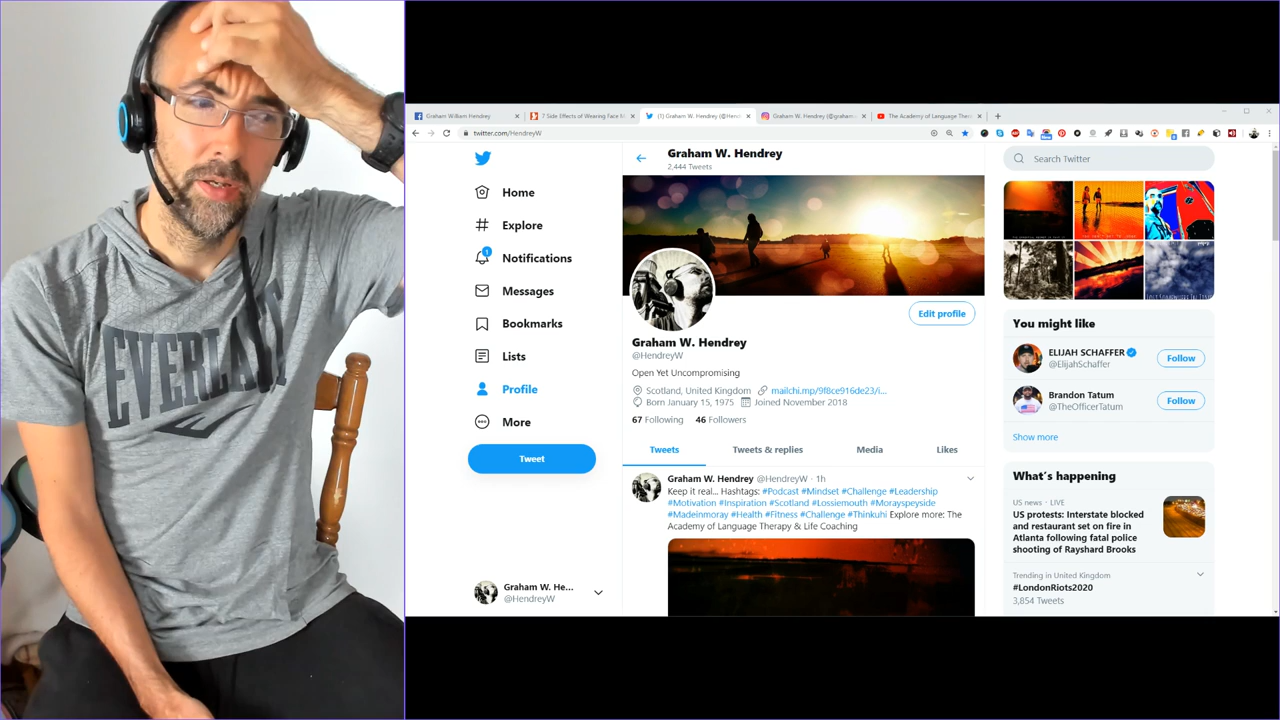 EVERLAST
Graham William Hendrey
7 Side Effects of Wearing Face M
(1) Graham W. Hendrey (@Hend
Graham W. Hendrey (@graham
The Academy of Language Ther
twitter.com/HendreyW
Graham W. Hendrey
2,444 Tweets
Search Twitter
Home
Explore
1
Notifications
Messages
Bookmarks
Lists
Profile
More
Tweet
Graham W. He...
@HendreyW
Edit profile
Graham W. Hendrey
@HendreyW
Open Yet Uncompromising
Scotland, United Kingdom mailchi.mp/9f8ce916de23/i...
Born January 15, 1975 Joined November 2018
67 Following 46 Followers
Tweets Tweets & replies Media Likes
Graham W. Hendrey @HendreyW · 1h
Keep it real... Hashtags: #Podcast #Mindset #Challenge #Leadership
#Motivation #Inspiration #Scotland #Lossiemouth #Morayspeyside
#Madeinmoray #Health #Fitness #Challenge #Thinkuhi Explore more: The
Academy of Language Therapy & Life Coaching
You might like
ELIJAH SCHAFFER
@ElijahSchaffer
Follow
Brandon Tatum
@TheOfficerTatum
Follow
Show more
What's happening
US news · LIVE
US protests: Interstate blocked
and restaurant set on fire in
Atlanta following fatal police
shooting of Rayshard Brooks
Trending in United Kingdom
#LondonRiots2020
3,854 Tweets